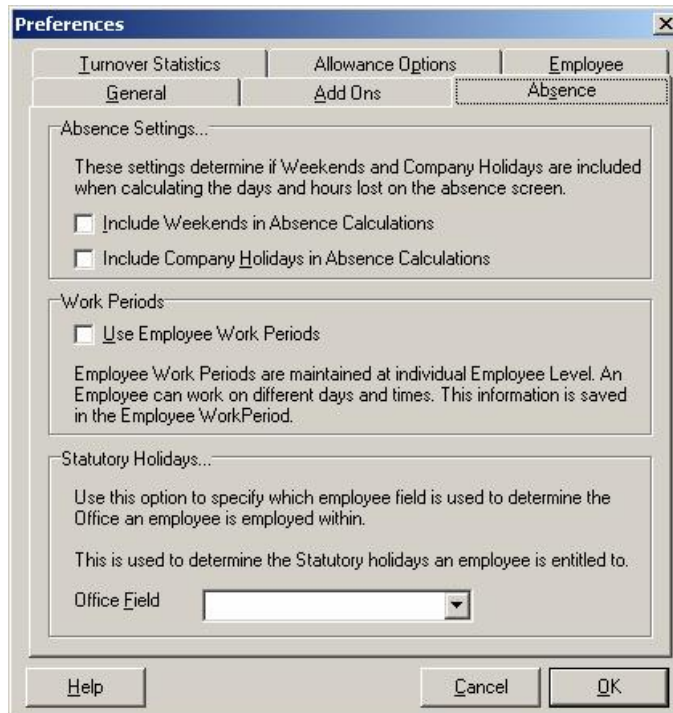 Preferences
Turnover Statistics
Allowance Options
Employee
General
Add Ons
Absence
Absence Settings...
These settings determine if Weekends and Company Holidays are included
when calculating the days and hours lost on the absence screen.
Include Weekends in Absence Calculations
Include Company Holidays in Absence Calculations
Work Periods
Use Employee Work Periods
Employee Work Periods are maintained at individual Employee Level. An
Employee can work on different days and times. This information is saved
in the Employee WorkPeriod.
Statutory Holidays...
Use this option to specify which employee field is used to determine the
Office an employee is employed within.
This is used to determine the Statutory holidays an employee is entitled to.
Office Field
Help
Cancel
OK